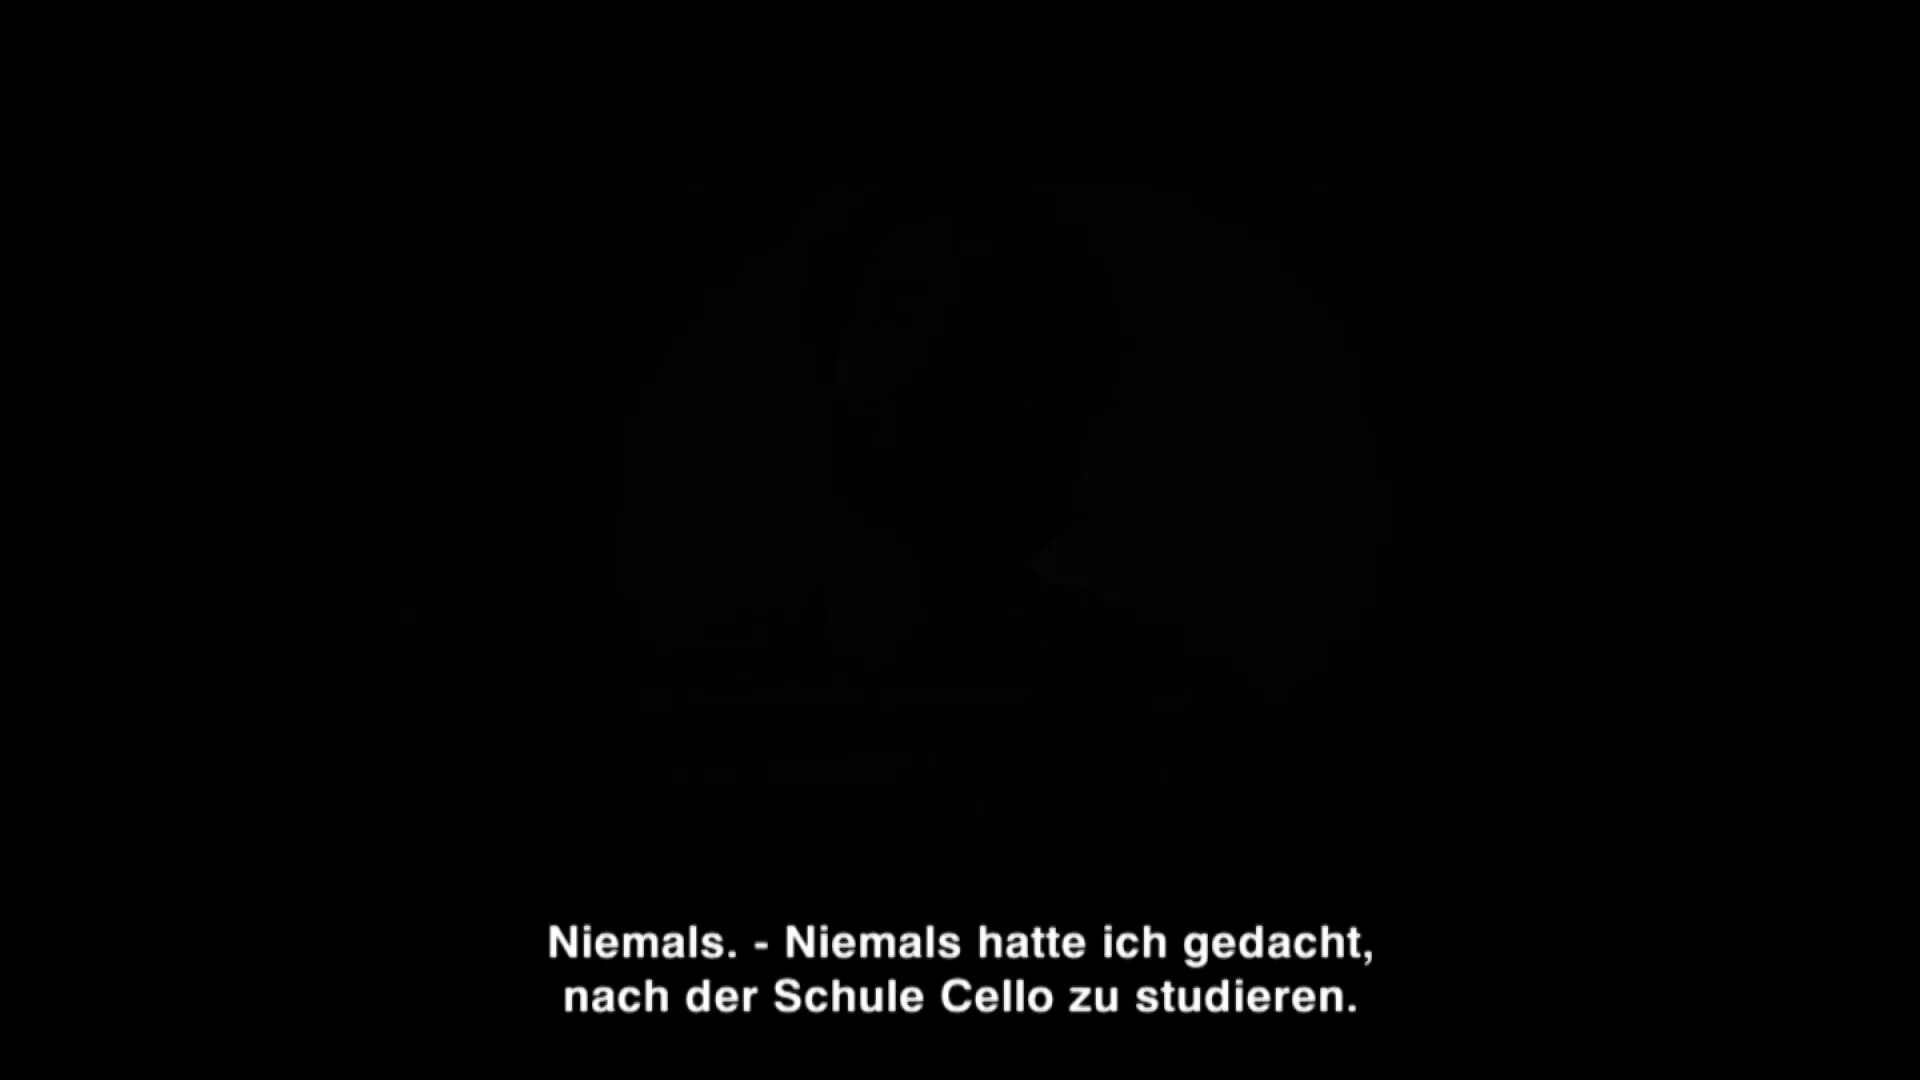 Niemals. - Niemals hatte ich gedacht,
nach der Schule Cello zu studieren.